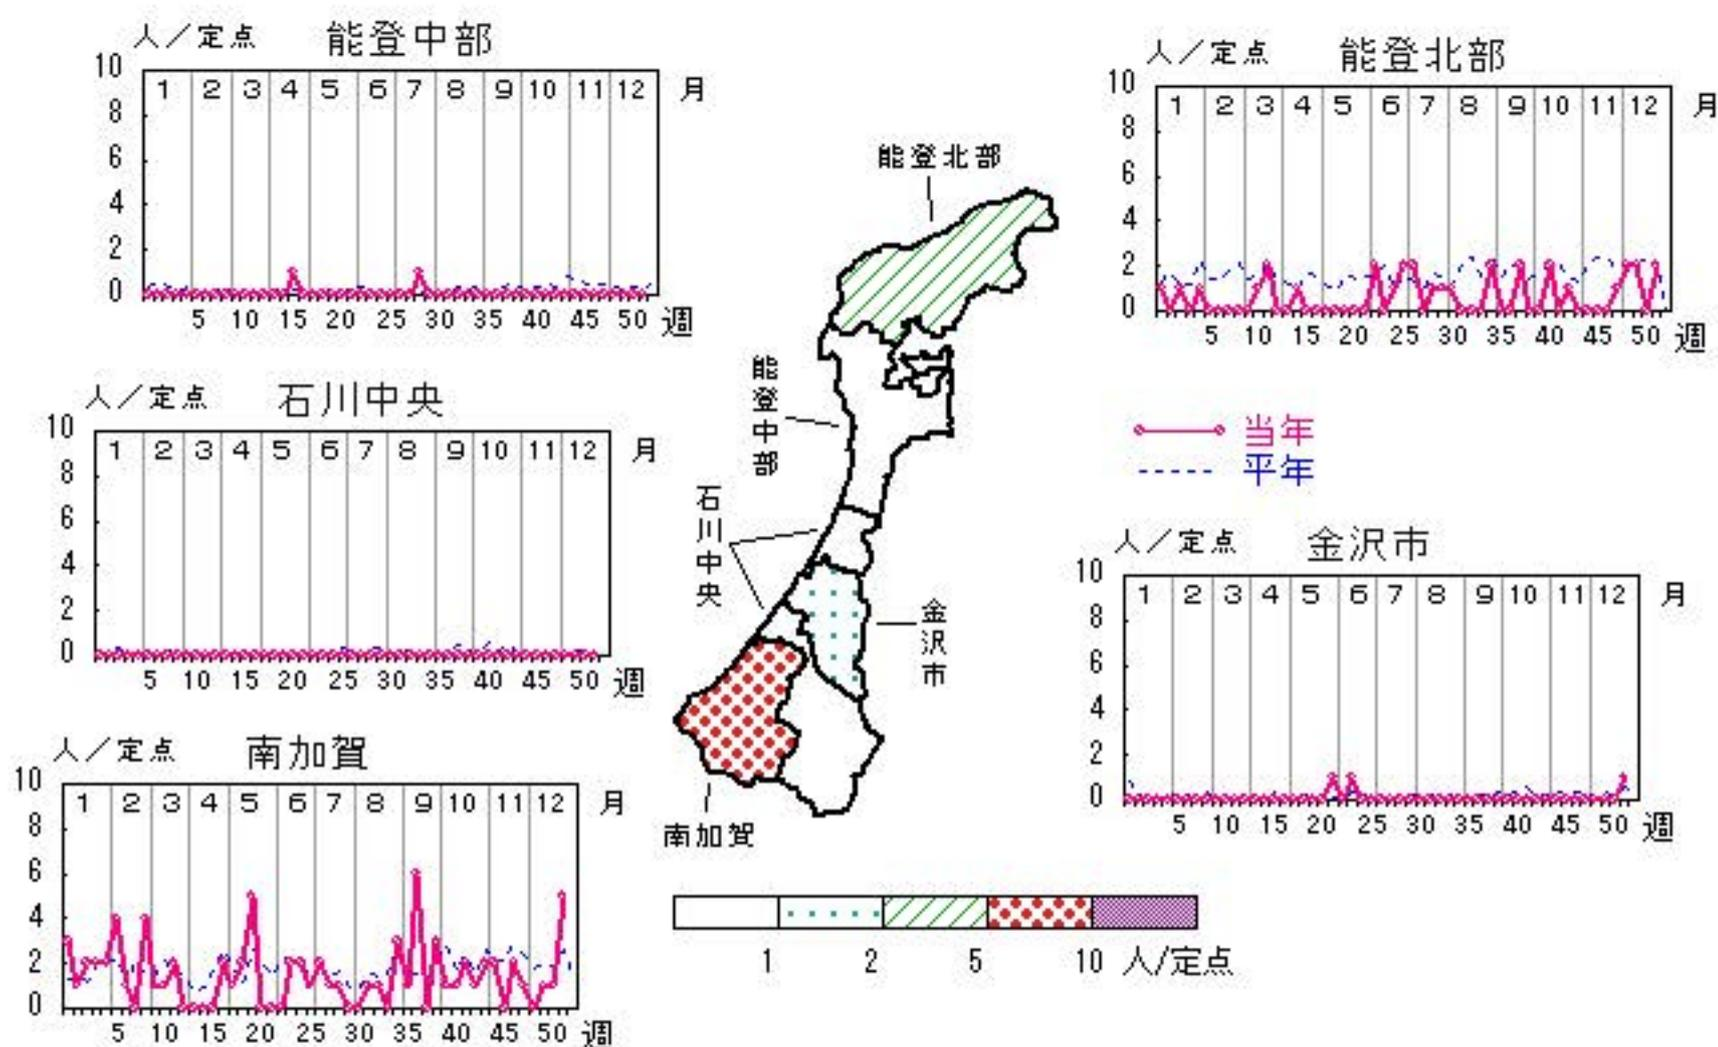 人／定点 能登中部
10 8 6 4 2 0
1 2 3 4 5 6 7 8 9 10 11 12 月
5 10 15 20 25 30 35 40 45 50 週
人／定点 能登北部
10 8 6 4 2 0
1 2 3 4 5 6 7 8 9 10 11 12 月
5 10 15 20 25 30 35 40 45 50 週
人／定点 石川中央
10 8 6 4 2 0
1 2 3 4 5 6 7 8 9 10 11 12 月
5 10 15 20 25 30 35 40 45 50 週
当年
平年
人／定点 金沢市
10 8 6 4 2 0
1 2 3 4 5 6 7 8 9 10 11 12 月
5 10 15 20 25 30 35 40 45 50 週
人／定点 南加賀
10 8 6 4 2 0
1 2 3 4 5 6 7 8 9 10 11 12 月
5 10 15 20 25 30 35 40 45 50 週
能登北部
能登中部
石川中央
金沢市
南加賀
1 2 5 10 人/定点